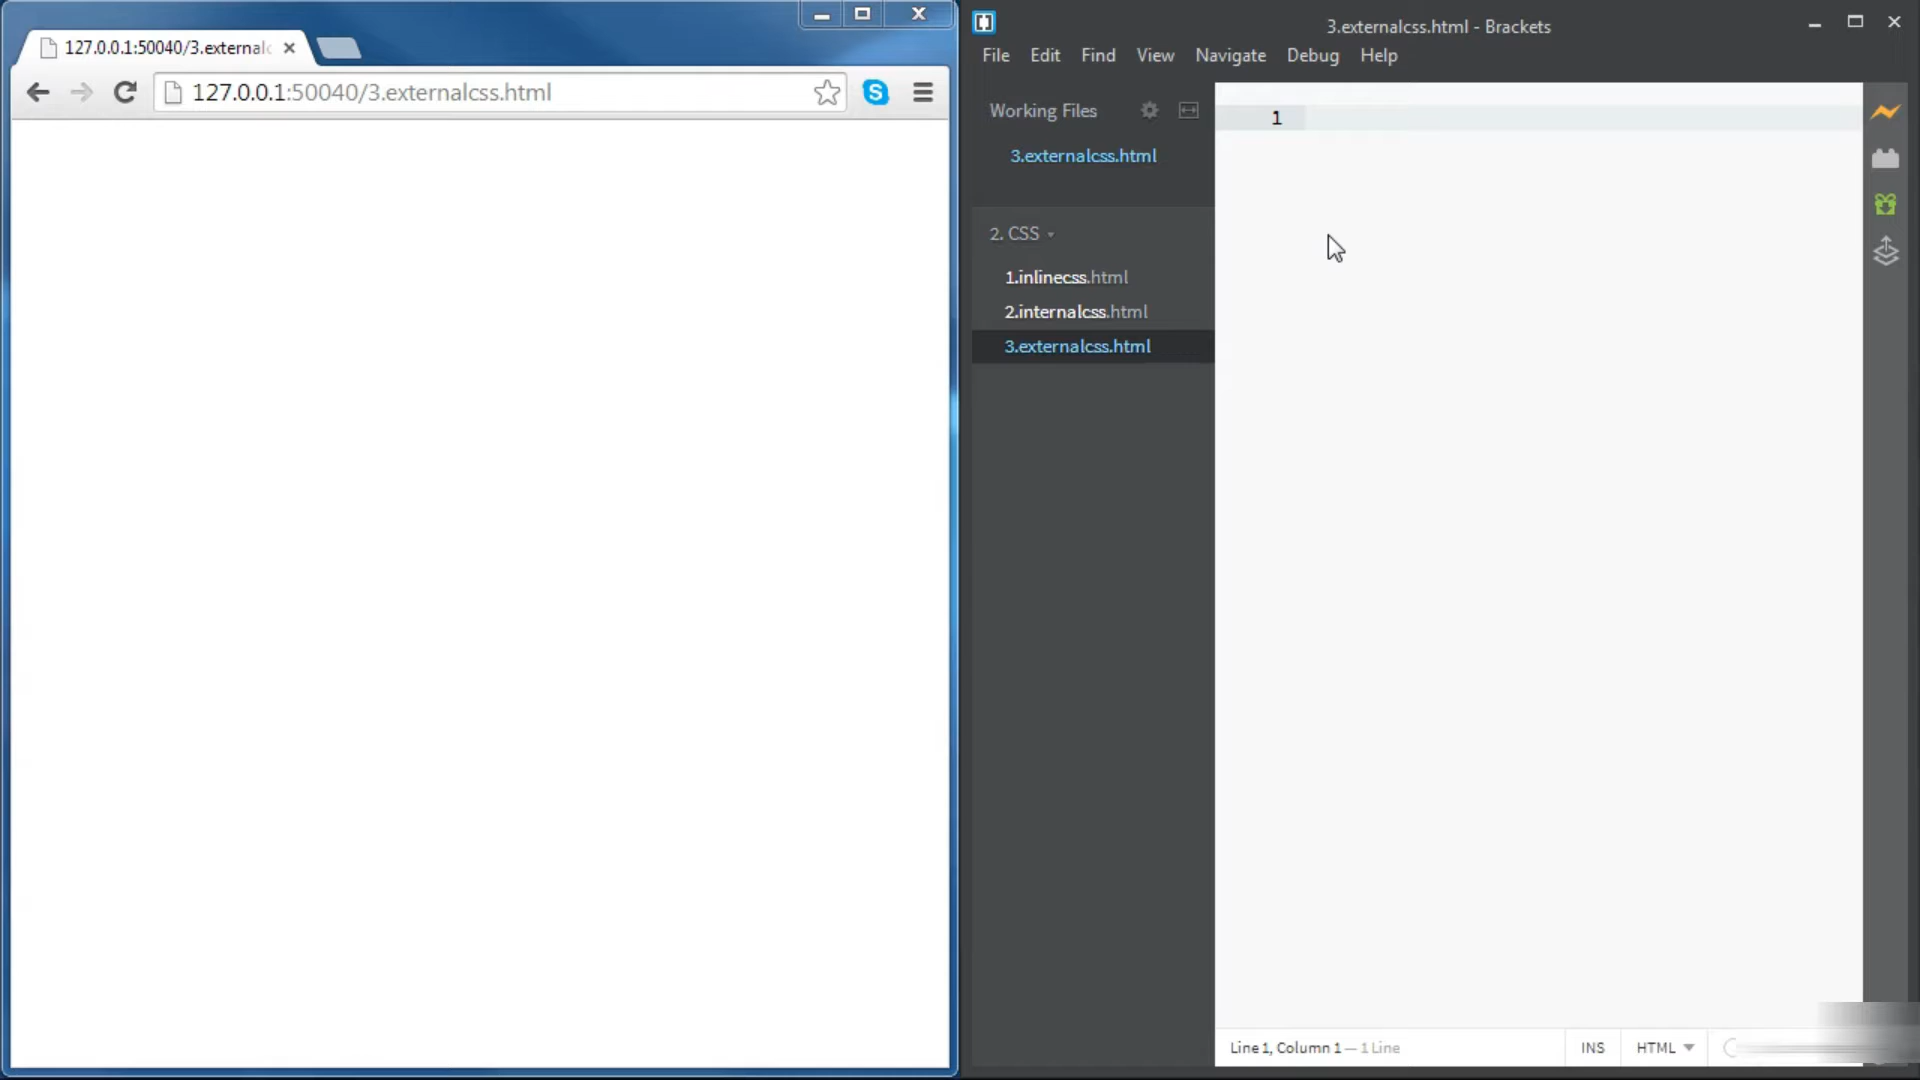 127.0.0.1:50040/3.external
127.0.0.1:50040/3.externalcss.html
3.externalcss.html - Brackets
File Edit Find View Navigate Debug Help
Working Files
3.externalcss.html
2. CSS
1.inlinecss.html
2.internalcss.html
3.externalcss.html
1
Line 1, Column 1 — 1 Line
INS
HTML